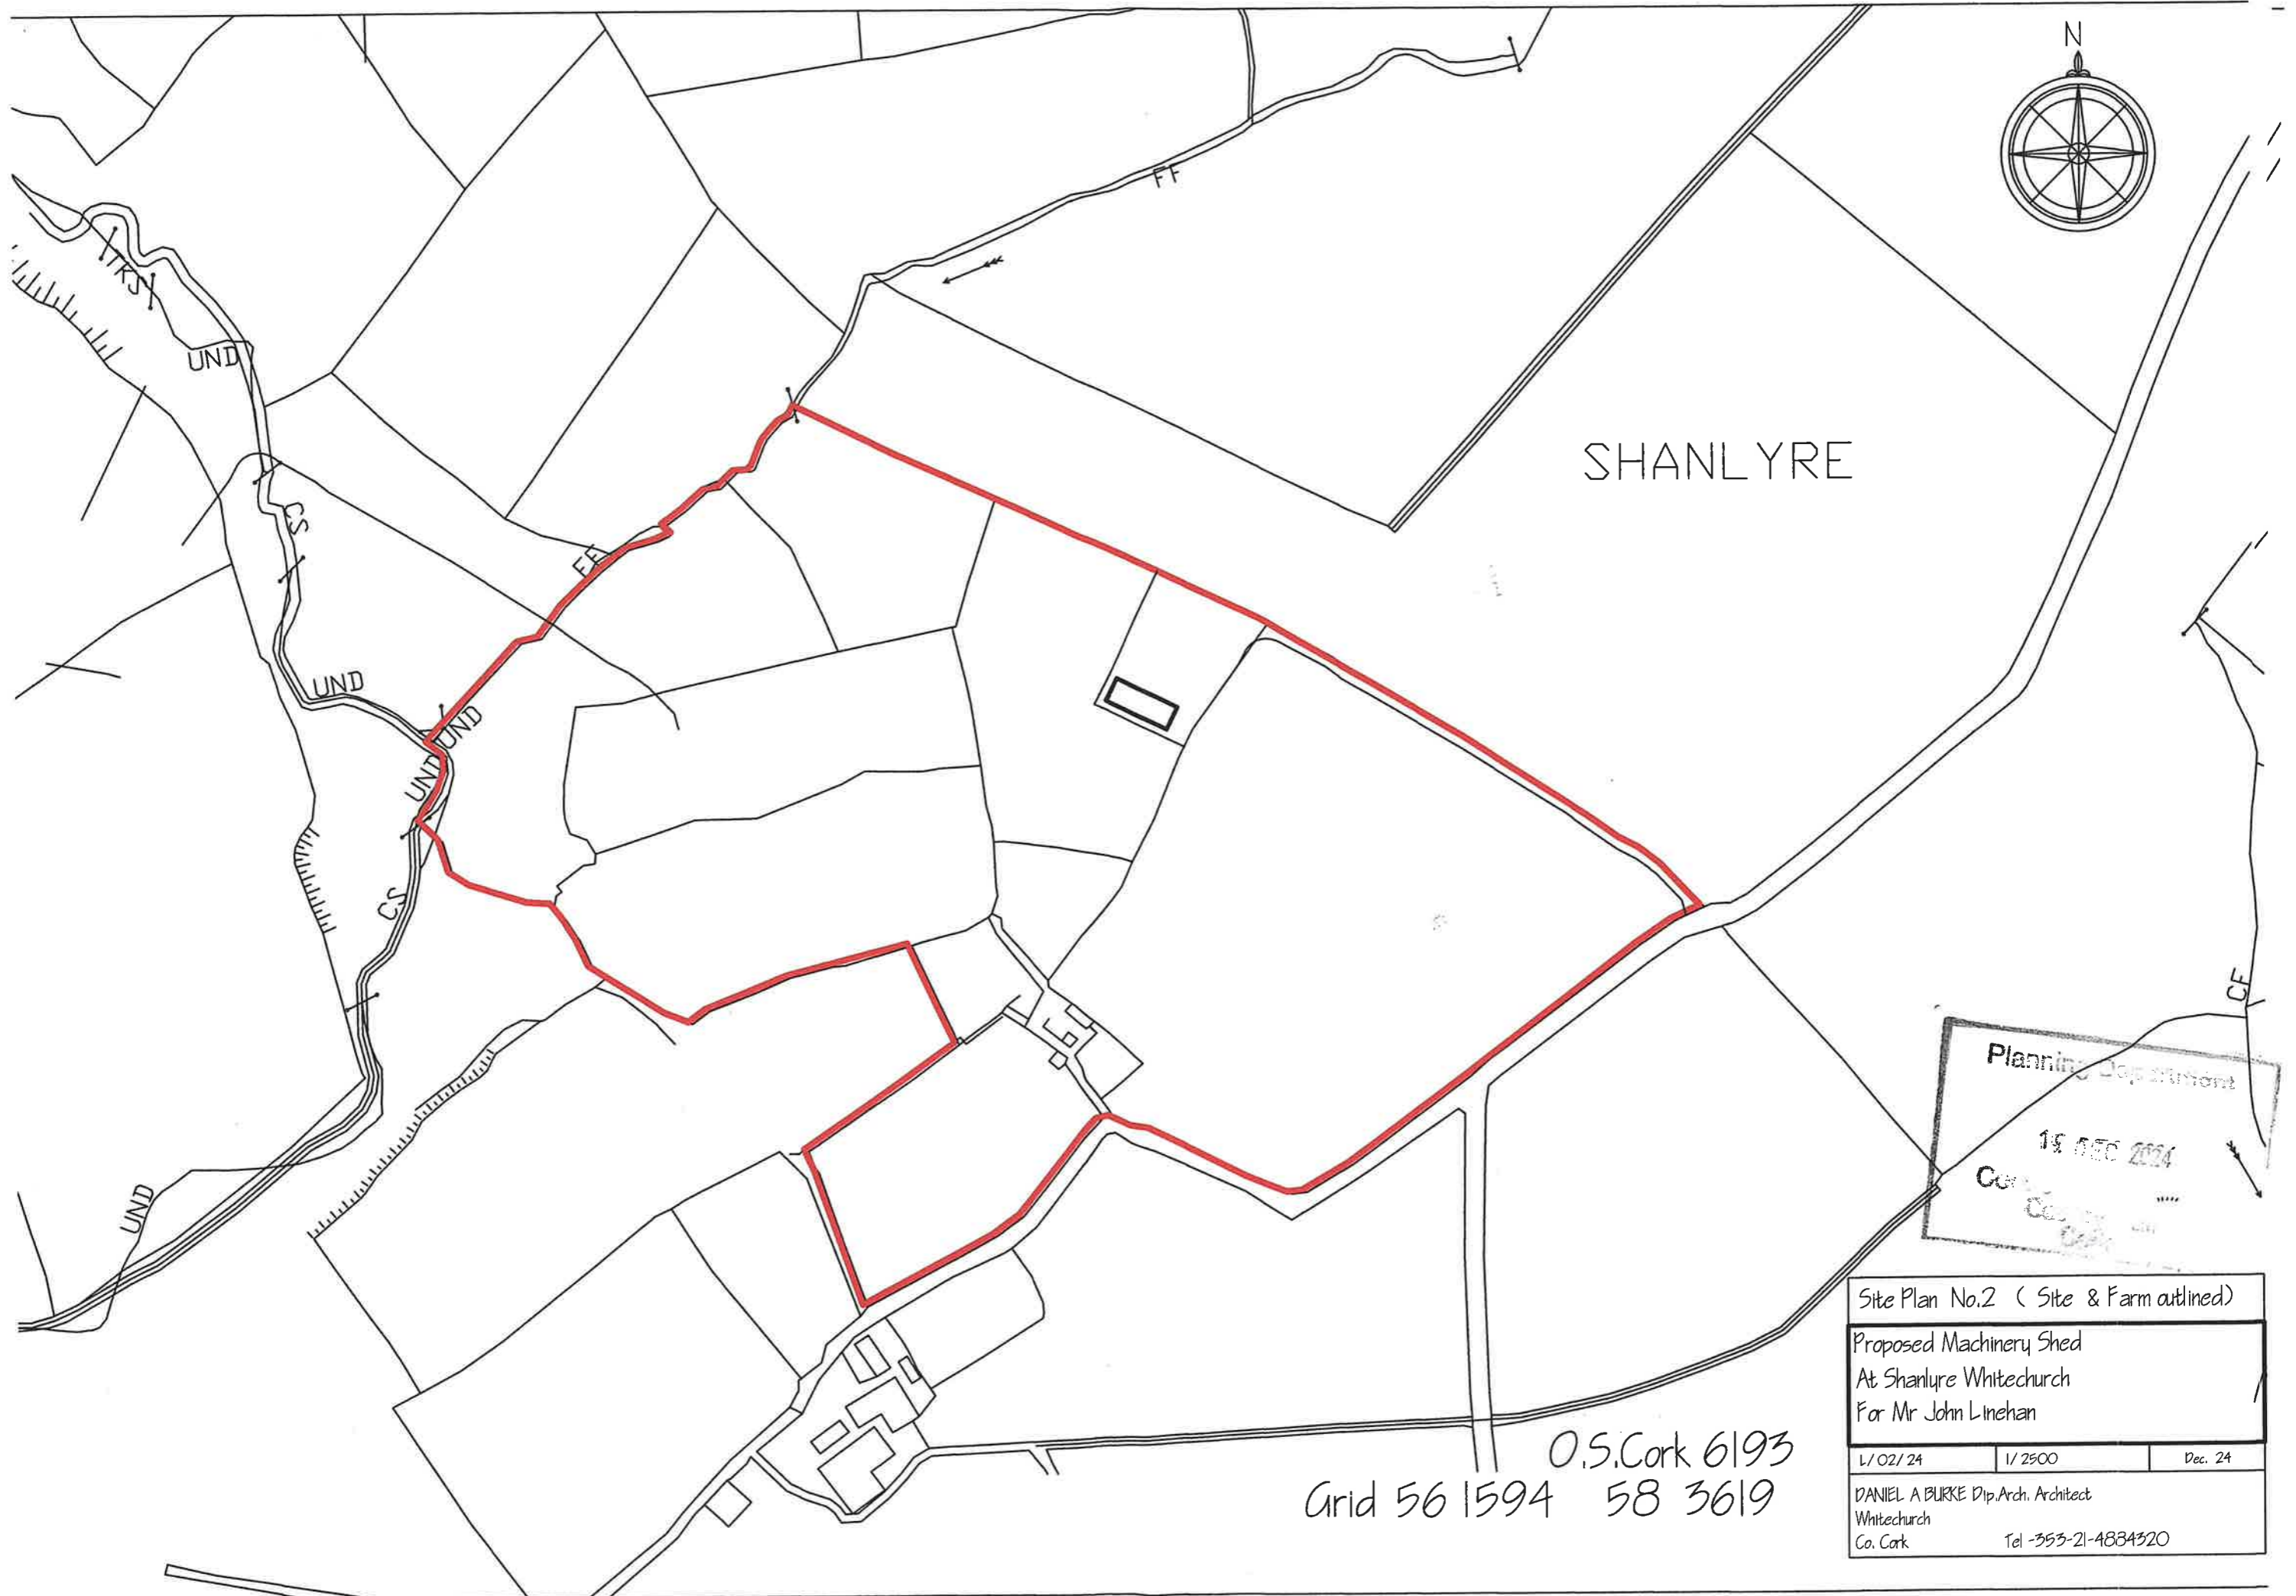 N
FF
TKS
UND
SHANLYRE
CS
FF
UND
UND
UND
CS
CF
UND
Planning Department
2024
Site Plan No.2 ( Site & Farm outlined)
Proposed Machinery Shed
At Shanlyre Whitechurch
For Mr John Linehan
L/02/24 1/2500 Dec. 24
DANIEL A BURKE Dip.Arch. Architect
Whitechurch
Co. Cork Tel -353-21-4884320
O.S.Cork 6193
Grid 56 1594 58 3619